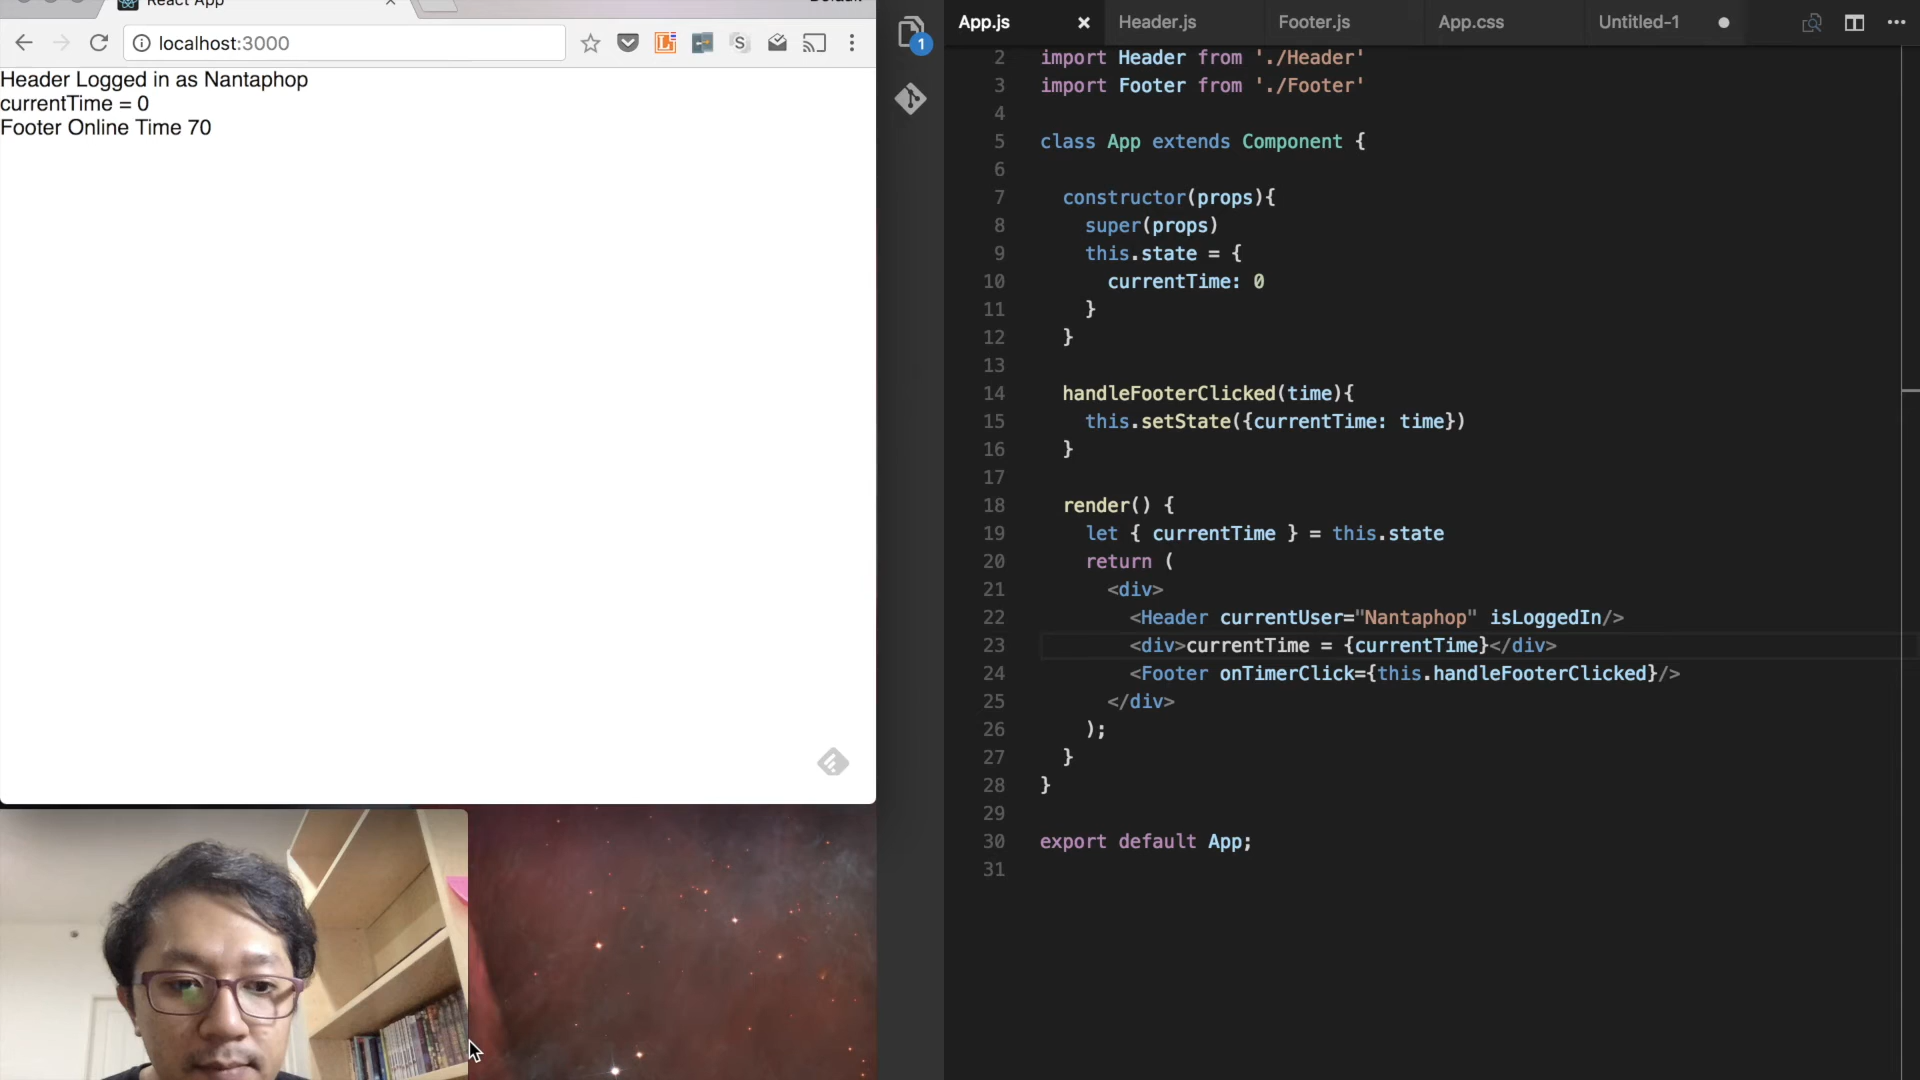 React App
localhost:3000
Header Logged in as Nantaphop
currentTime = 0
Footer Online Time 70
1
App.js
Header.js
Footer.js
App.css
Untitled-1
2 import Header from './Header'
3 import Footer from './Footer'
4
5 class App extends Component {
6
7 constructor(props){
8 super(props)
9 this.state = {
10 currentTime: 0
11 }
12 }
13
14 handleFooterClicked(time){
15 this.setState({currentTime: time})
16 }
17
18 render() {
19 let { currentTime } = this.state
20 return (
21 <div>
22 <Header currentUser="Nantaphop" isLoggedIn/>
23 <div>currentTime = {currentTime}</div>
24 <Footer onTimerClick={this.handleFooterClicked}/>
25 </div>
26 );
27 }
28 }
29
30 export default App;
31